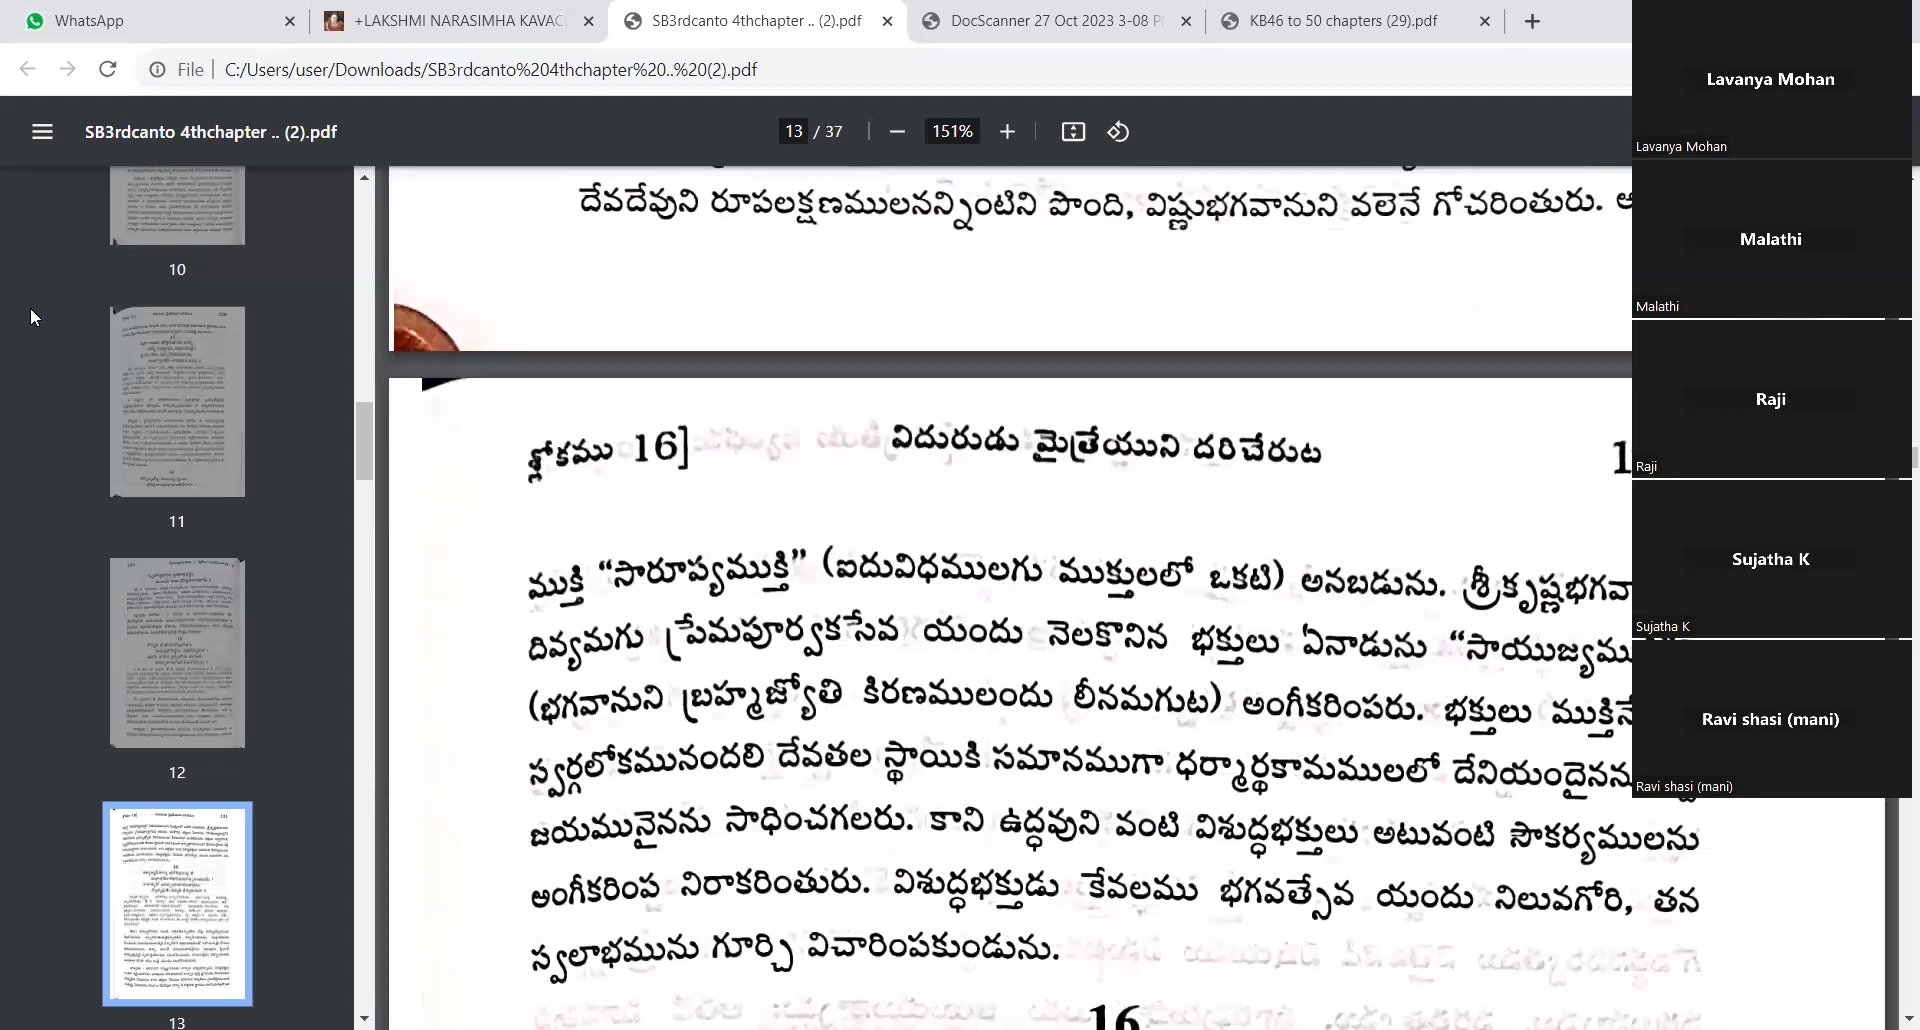 WhatsApp
+LAKSHMI NARASIMHA KAVAC
SB3rdcanto 4thchapter .. (2).pdf
DocScanner 27 Oct 2023 3-08 P
KB46 to 50 chapters (29).pdf
File
C:/Users/user/Downloads/SB3rdcanto%204thchapter%20..%20(2).pdf
SB3rdcanto 4thchapter .. (2).pdf
13 / 37
151%
10
11
12
13
దేవదేవుని రూపలక్షణములనన్నింటిని పొంది, విష్ణుభగవానుని వలెనే గోచరింతురు. అ
శ్లోకము 16]
విదురుడు మైత్రేయుని దరిచేరుట
1
ముక్తి “సారూప్యముక్తి” (ఐదువిధములగు ముక్తులలో ఒకటి) అనబడును. శ్రీకృష్ణభగవా
దివ్యమగు ప్రేమపూర్వకసేవ యందు నెలకొనిన భక్తులు ఏనాడును “సాయుజ్యము
(భగవానుని బ్రహ్మజ్యోతి కిరణములందు లీనమగుట) అంగీకరింపరు. భక్తులు ముక్తినే
స్వర్గలోకమునందలి దేవతల స్థాయికి సమానముగా ధర్మార్థకామములలో దేనియందైనను
జయమునైనను సాధించగలరు. కాని ఉద్ధవుని వంటి విశుద్ధభక్తులు అటువంటి సౌకర్యములను
అంగీకరింప నిరాకరింతురు. విశుద్ధభక్తుడు కేవలము భగవత్సేవ యందు నిలువగోరి, తన
స్వలాభమును గూర్చి విచారింపకుండును.
16
Lavanya Mohan
Lavanya Mohan
Malathi
Malathi
Raji
Raji
Sujatha K
Sujatha K
Ravi shasi (mani)
Ravi shasi (mani)